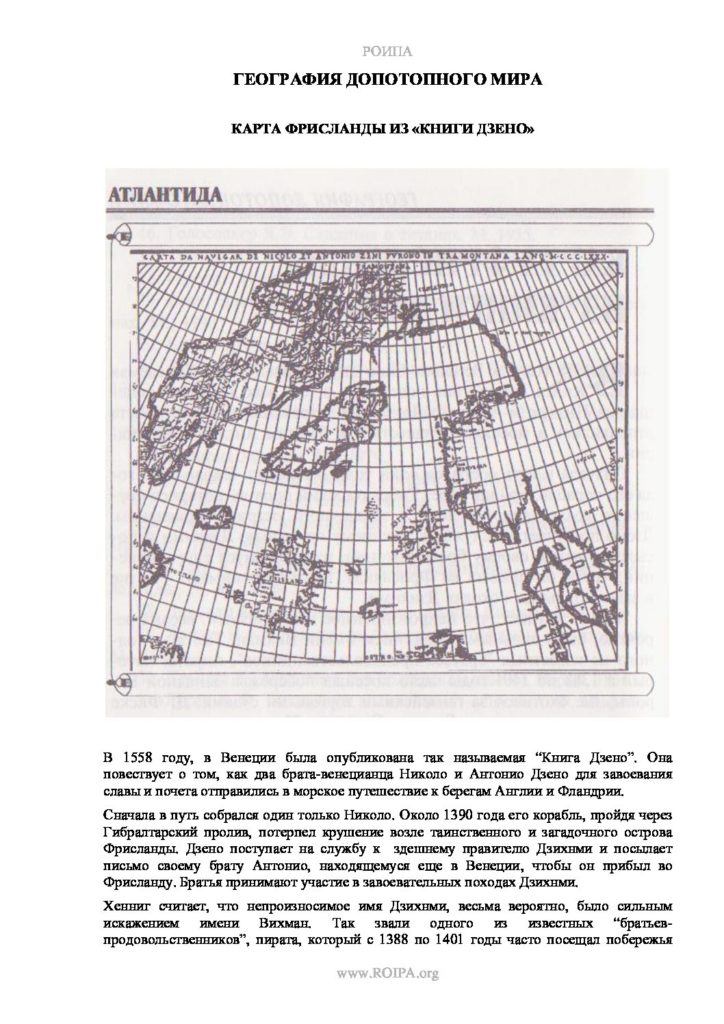 РОИПА
ГЕОГРАФИЯ ДОПОТОПНОГО МИРА
КАРТА ФРИСЛАНДЫ ИЗ «КНИГИ ДЗЕНО»
АТЛАНТИДА
CARTA DA NAVIGAR DE NICOLO ET ANTONIO ZENI FVRONO IN TRAMONTANA LANO M CCC LXXX.
В 1558 году, в Венеции была опубликована так называемая “Книга Дзено”. Она
повествует о том, как два брата-венецианца Николо и Антонио Дзено для завоевания
славы и почета отправились в морское путешествие к берегам Англии и Фландрии.
Сначала в путь собрался один только Николо. Около 1390 года его корабль, пройдя через
Гибралтарский пролив, потерпел крушение возле таинственного и загадочного острова
Фрисланды. Дзено поступает на службу к здешнему правителю Дзихнми и посылает
письмо своему брату Антонио, находящемуся еще в Венеции, чтобы он прибыл во
Фрисланду. Братья принимают участие в завоевательных походах Дзихнми.
Хенниг считает, что непроизносимое имя Дзихнми, весьма вероятно, было сильным
искажением имени Вихман. Так звали одного из известных “братьев-
продовольственников”, пирата, который с 1388 по 1401 годы часто посещал побережья
www.ROIPA.org